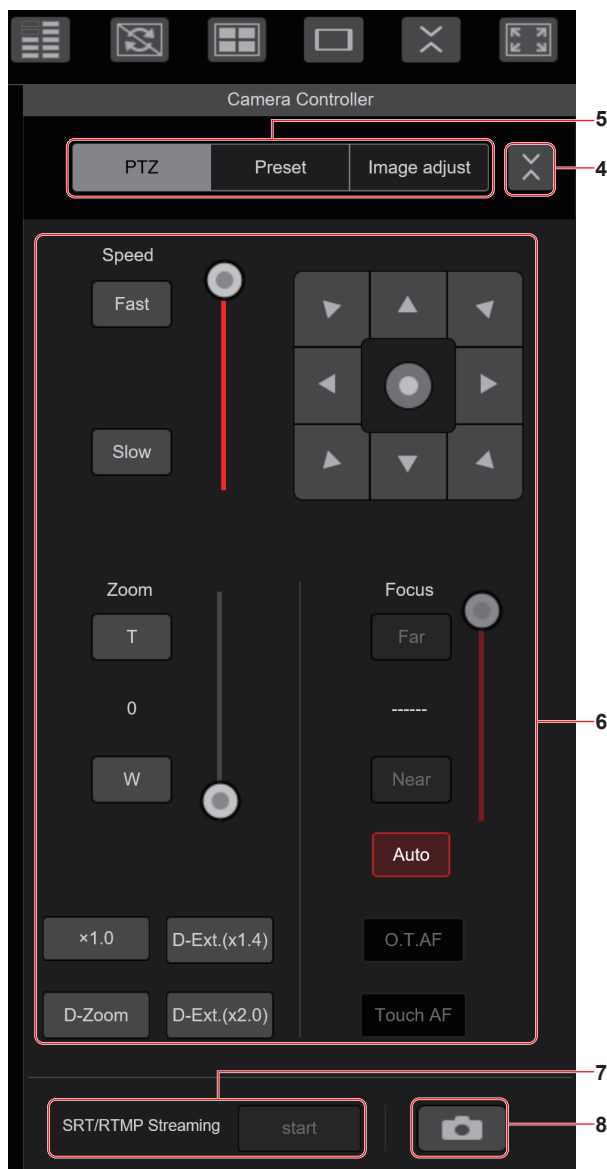 Camera Controller
5
PTZ Preset Image adjust
4
Speed
Fast
Slow
Zoom Focus
T Far
0 ------
6
W Near
Auto
×1.0 D-Ext.(x1.4) O.T.AF
D-Zoom D-Ext.(x2.0) Touch AF
7
SRT/RTMP Streaming start
8